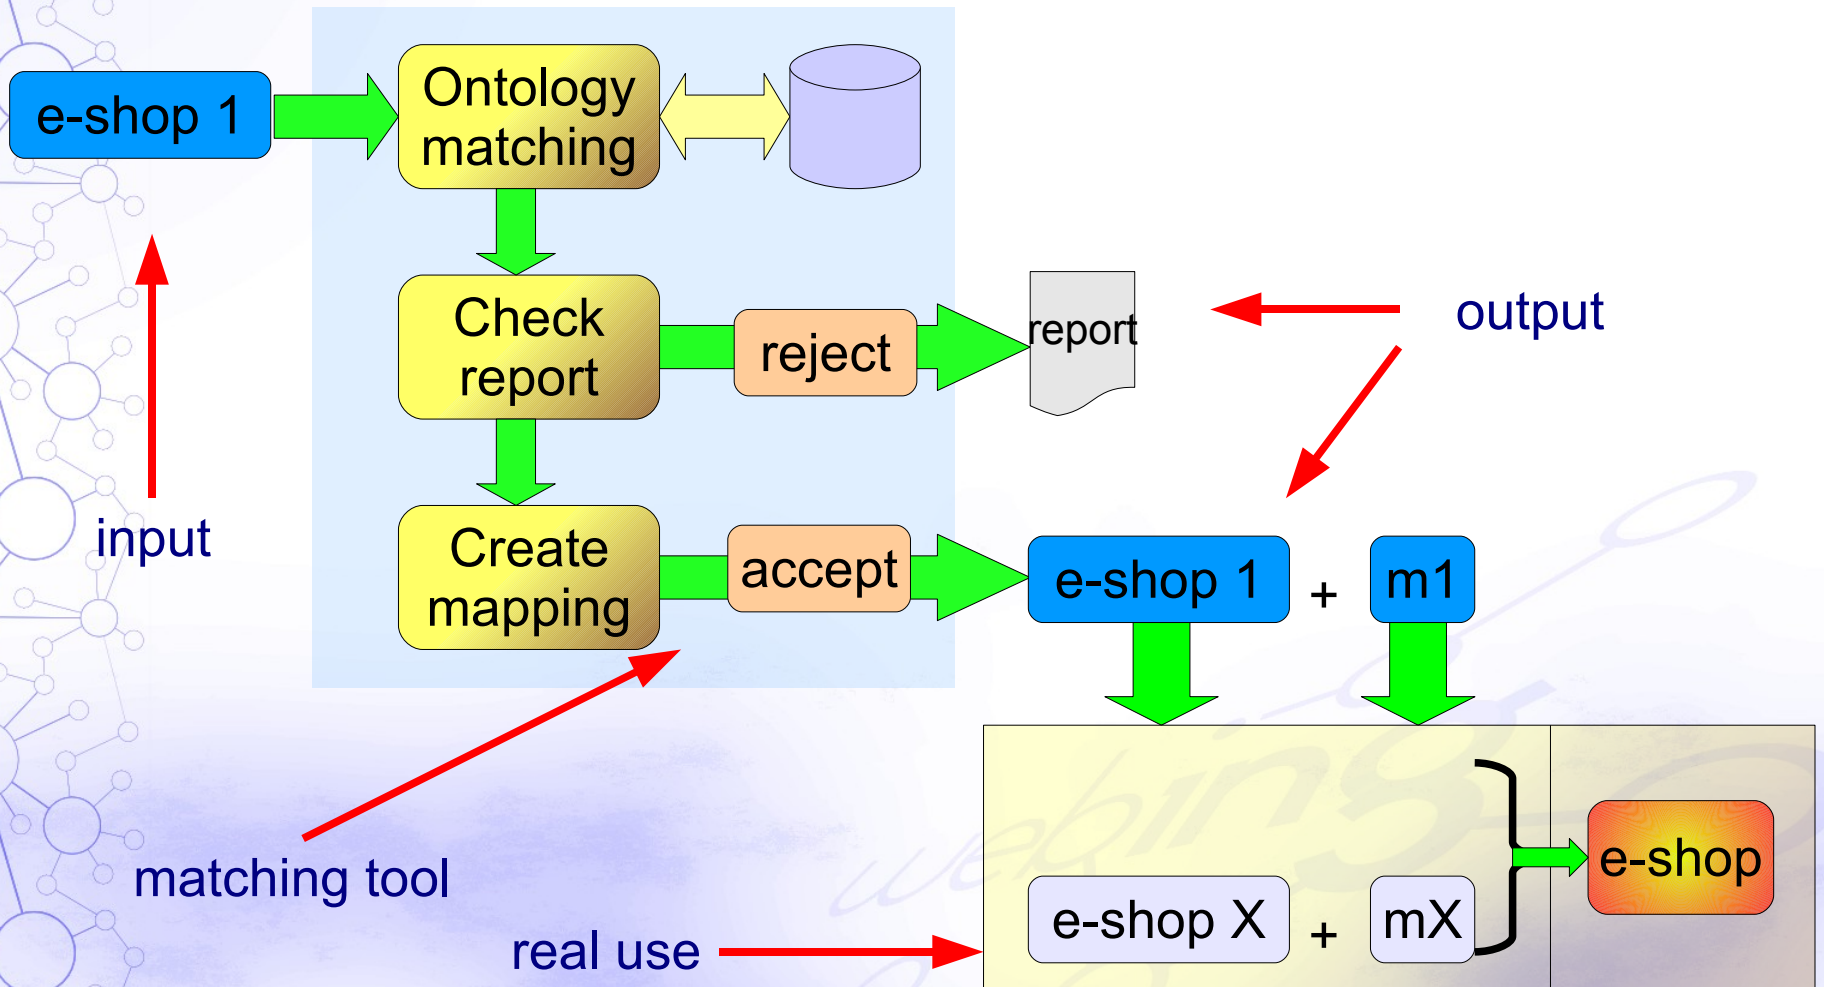 e-shop 1
Ontology
matching
Check
report
reject
report
output
input
Create
mapping
accept
e-shop 1
+
m1
matching tool
real use
e-shop X
+
mX
e-shop
webing